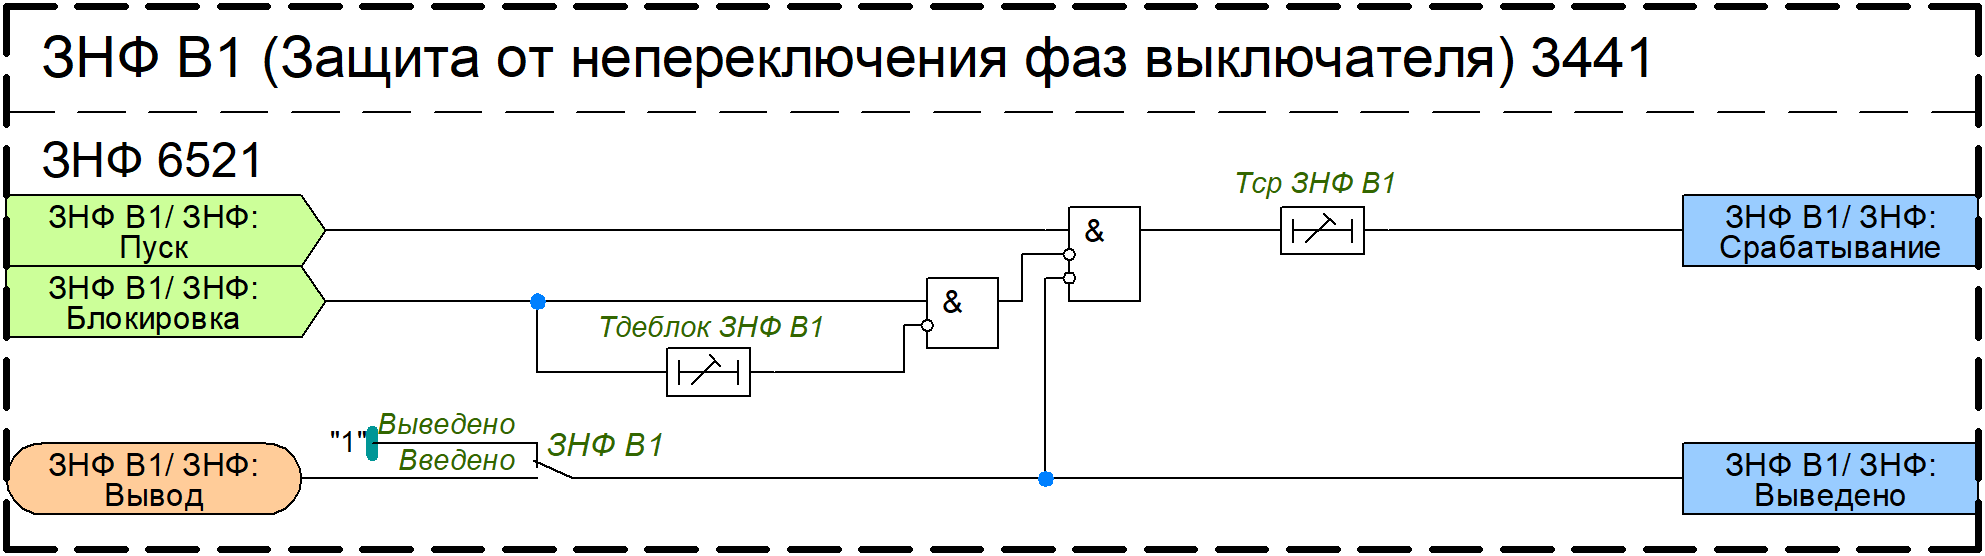 ЗНФ В1 (Защита от непереключения фаз выключателя) 3441
ЗНФ 6521
ЗНФ В1/ ЗНФ:
Пуск
ЗНФ В1/ ЗНФ:
Блокировка
Тдеблок ЗНФ В1
&
&
Тср ЗНФ В1
ЗНФ В1/ ЗНФ:
Срабатывание
"1"
Выведено
Введено
ЗНФ В1
ЗНФ В1/ ЗНФ:
Вывод
ЗНФ В1/ ЗНФ:
Выведено